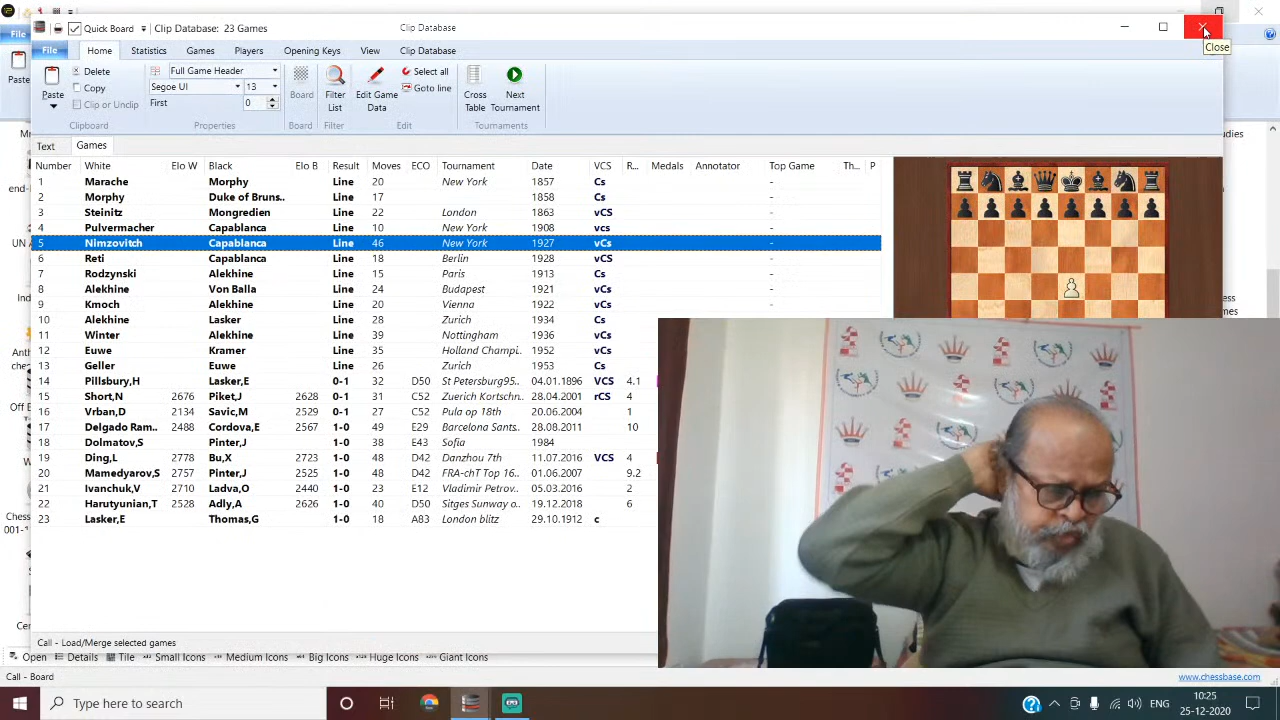 Quick Board Clip Database: 23 Games Clip Database
Close
File Home Statistics Games Players Opening Keys View Clip Database
File
Paste
Paste
Delete
Copy
Clip or Unclip
Clipboard
Full Game Header
Segoe UI 13
First 0
Properties
Board
Board
Filter List
Filter
Edit Game Data
Select all
Goto line
Edit
Cross Table
Next Tournament
Tournaments
Text Games
Number White Elo W Black Elo B Result Moves ECO Tournament Date VCS R... Medals Annotator Top Game Th... P
1 Marache Morphy Line 20 New York 1857 Cs -
2 Morphy Duke of Bruns.. Line 17 1858 Cs -
3 Steinitz Mongredien Line 22 London 1863 vCS -
4 Pulvermacher Capablanca Line 10 New York 1908 vcs -
5 Nimzovitch Capablanca Line 46 New York 1927 vCs -
6 Reti Capablanca Line 18 Berlin 1928 vCS -
7 Rodzynski Alekhine Line 15 Paris 1913 Cs -
8 Alekhine Von Balla Line 24 Budapest 1921 vCs -
9 Kmoch Alekhine Line 20 Vienna 1922 vCs -
10 Alekhine Lasker Line 28 Zurich 1934 Cs
11 Winter Alekhine Line 39 Nottingham 1936 vCs
12 Euwe Kramer Line 35 Holland Champi.. 1952 vCs
13 Geller Euwe Line 26 Zurich 1953 Cs
14 Pillsbury,H Lasker,E 0-1 32 D50 St Petersburg95.. 04.01.1896 VCS 4.1
15 Short,N 2676 Piket,J 2628 1-0 31 C52 Zuerich Kortschn.. 28.04.2001 rCS 4
16 Vrban,D 2134 Savic,M 2529 0-1 16 C52 Pula op 18th 20.06.2004 1
17 Delgado Ram.. 2488 Cordova,E 2567 1-0 49 E29 Barcelona Sants.. 28.08.2011 10
18 Dolmatov,S Pinter,J 1-0 38 E43 Sofia 1984
19 Ding,L 2778 Bu,X 2723 1-0 48 D42 Danzhou 7th 11.07.2016 VCS 4
20 Mamedyarov,S 2757 Pinter,J 2525 1-0 48 D42 FRA-chT Top 16.. 01.06.2007 9.2
21 Ivanchuk,V 2710 Ladva,O 2440 1-0 23 E12 Vladimir Petrov.. 05.03.2016 2
22 Harutyunian,T 2528 Adly,A 2626 1-0 40 D50 Sitges Sunway o.. 19.12.2018 6
23 Lasker,E Thomas,G 1-0 18 A83 London blitz 29.10.1912 c
Call - Load/Merge selected games
Open Details Tile Small Icons Medium Icons Big Icons Huge Icons Giant Icons
Call - Board www.chessbase.com
Type here to search
ENG 10:25
25-12-2020